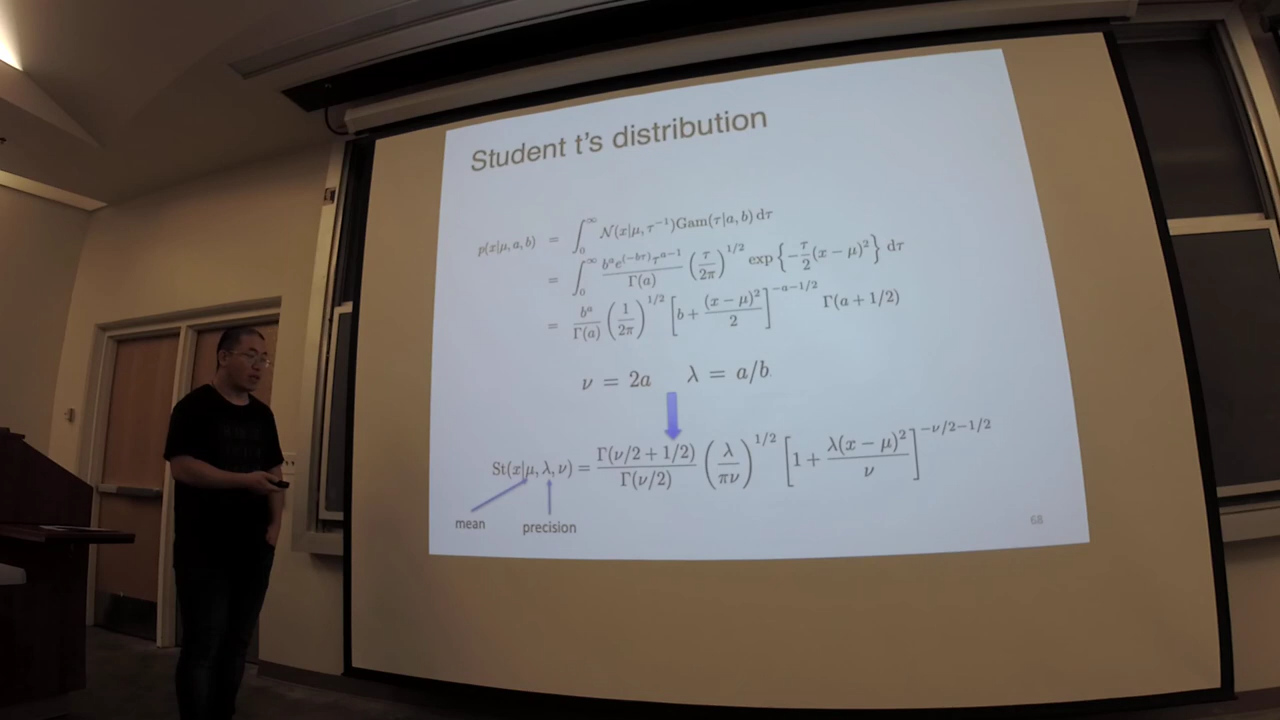 Student t's distribution
p(x|μ, a, b) = ∫₀^∞ N(x|μ, τ⁻¹)Gam(τ|a, b) dτ
= ∫₀^∞ (b^a e^(−bτ) τ^(a−1) / Γ(a)) (τ/2π)^(1/2) exp{−(τ/2)(x − μ)²} dτ
= (b^a / Γ(a)) (1/2π)^(1/2) [b + (x − μ)²/2]^(−a−1/2) Γ(a + 1/2)
ν = 2a λ = a/b
St(x|μ, λ, ν) = (Γ(ν/2 + 1/2) / Γ(ν/2)) (λ/πν)^(1/2) [1 + λ(x − μ)²/ν]^(−ν/2−1/2)
mean precision
68